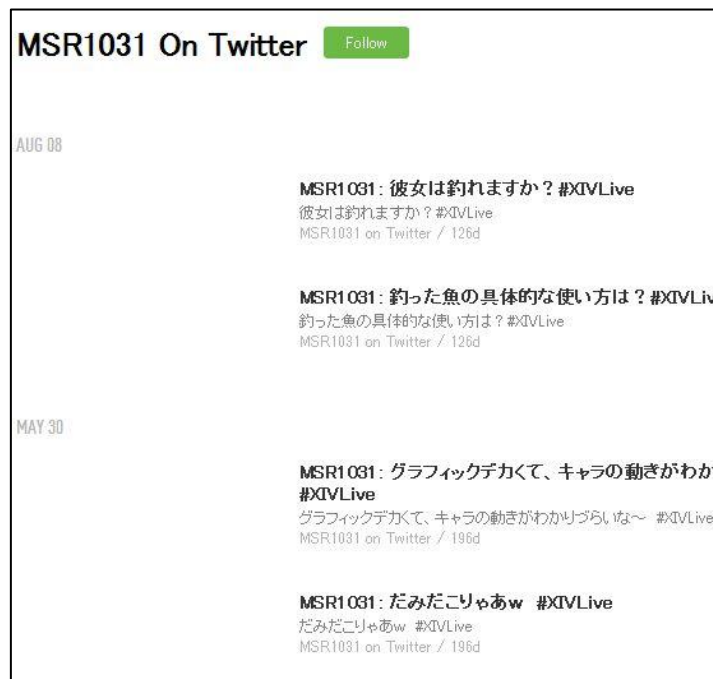 MSR1031 On Twitter
Follow
AUG 08
MSR1031: 彼女は釣れますか？#XIVLive
彼女は釣れますか？#XIVLive
MSR1031 on Twitter / 126d
MSR1031: 釣った魚の具体的な使い方は？#XIVLiv
釣った魚の具体的な使い方は？#XIVLive
MSR1031 on Twitter / 126d
MAY 30
MSR1031: グラフィックデカくて、キャラの動きがわか
#XIVLive
グラフィックデカくて、キャラの動きがわかりづらいな～ #XIVLive
MSR1031 on Twitter / 196d
MSR1031: だみだこりゃあw #XIVLive
だみだこりゃあw #XIVLive
MSR1031 on Twitter / 196d